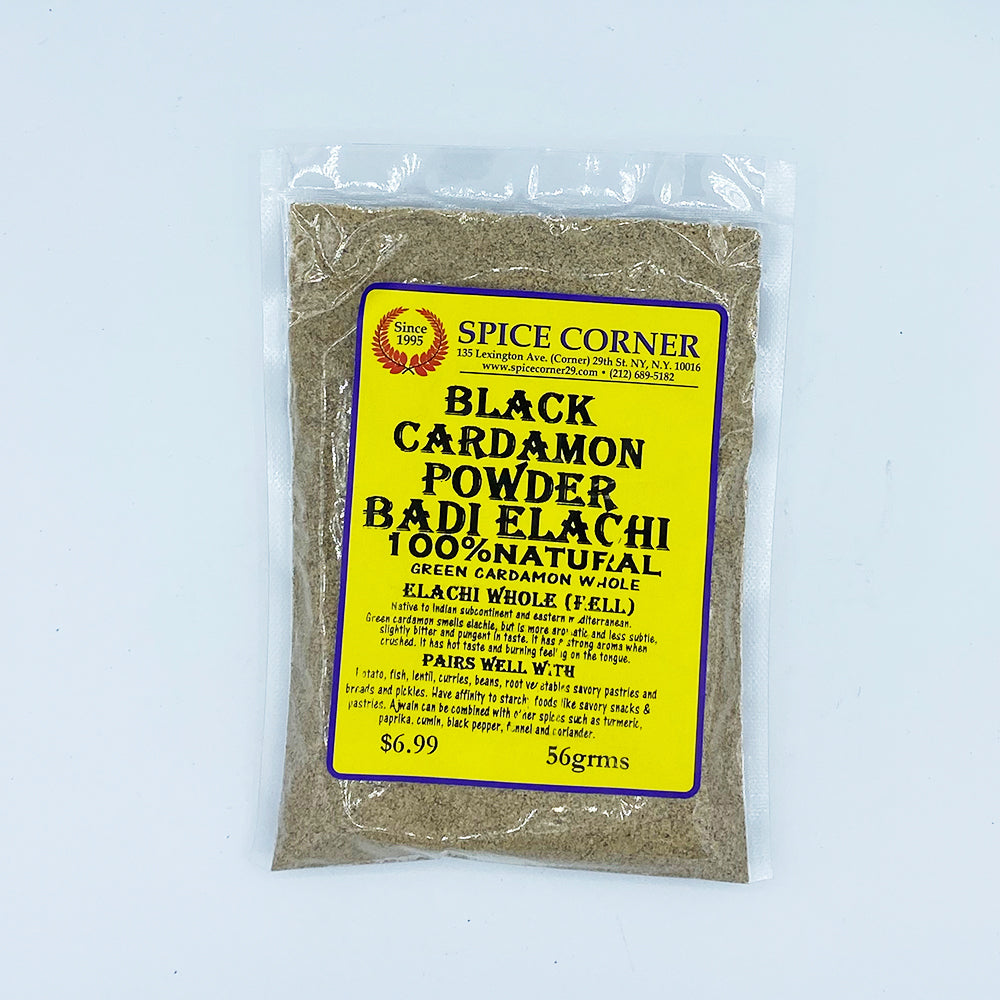 Since
1995
SPICE CORNER
135 Lexington Ave. (Corner) 29th St. NY, N.Y. 10016
www.spicecorner29.com • (212) 689-5182
BLACK
CARDAMON
POWDER
BADI ELACHI
100% NATURAL
GREEN CARDAMON WHOLE
ELACHI WHOLE
Native to Indian subcontinent and eastern mediterranean.
Green cardamon smells elachie, but is more aromatic and less subtle,
slightly bitter and pungent in taste. It has a strong aroma when
crushed. It has hot taste and burning feeling on the tongue.
PAIRS WELL WITH
Potato, fish, lentil, curries, beans, root vegetables savory pastries and
breads and pickles. Have affinity to starchy foods like savory snacks &
pastries. Ajwain can be combined with other spices such as turmeric,
paprika, cumin, black pepper, and coriander.
$6.99
56grms